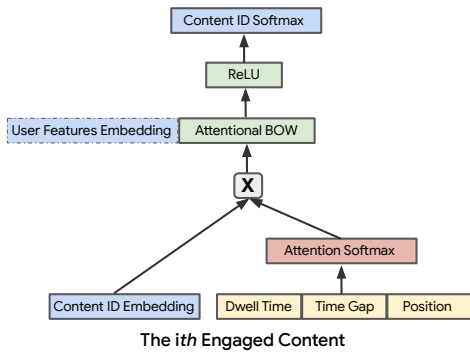 Content ID Softmax
ReLU
User Features Embedding Attentional BOW
X
Attention Softmax
Content ID Embedding Dwell Time Time Gap Position
The ith Engaged Content